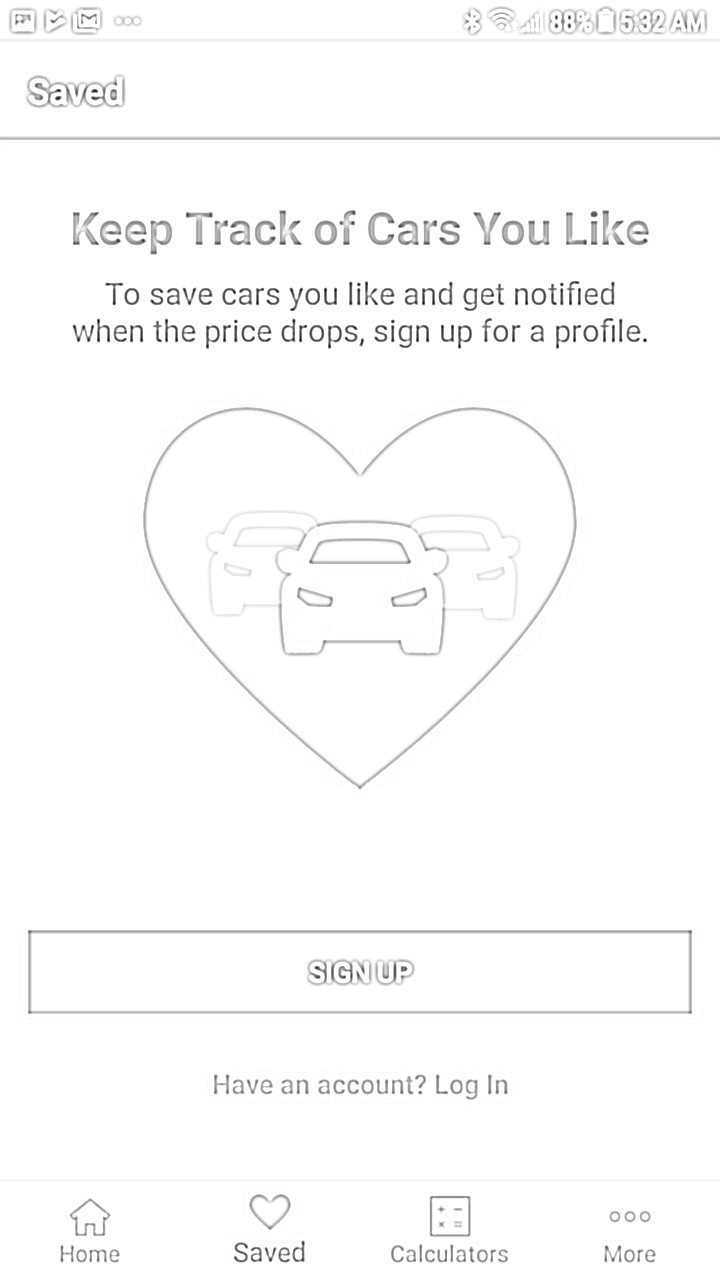 88% 5:32 AM
Saved
Keep Track of Cars You Like
To save cars you like and get notified
when the price drops, sign up for a profile.
SIGN UP
Have an account? Log In
Home Saved Calculators More